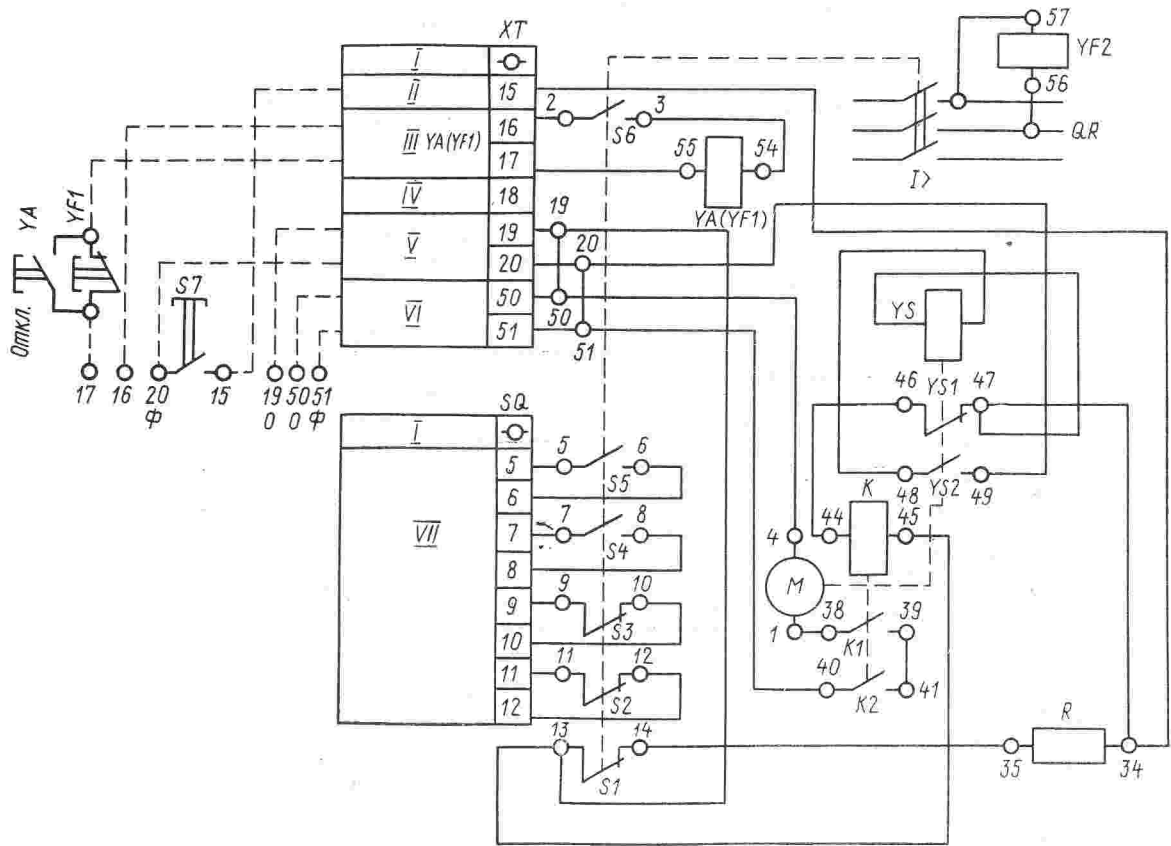 XT
I
II 15
16
III YA(YF1)
17
IV 18
V 19
20
VI 50
51
2 3
S6
55 54
YA(YF1)
19
20
50
51
57
YF2
56
QR
I>
YA
YF1
Откл.
S7
17 16 20 15 19 50 51
Ф О О Ф
YS
46 YS1 47
48 YS2 49
SQ
I
VII
5
6
7
8
9
10
11
12
5 6
S5
7 8
S4
9 10
S3
11 12
S2
13 14
S1
K
44 45
4
M
1 38 39
K1
40 41
K2
R
35 34